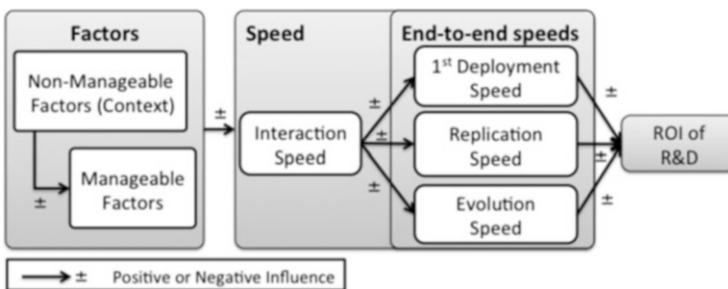 Factors
Non-Manageable
Factors (Context)
±
Manageable
Factors
±
Speed
Interaction
Speed
±
±
±
End-to-end speeds
1st Deployment
Speed
Replication
Speed
Evolution
Speed
±
±
±
ROI of
R&D
± Positive or Negative Influence